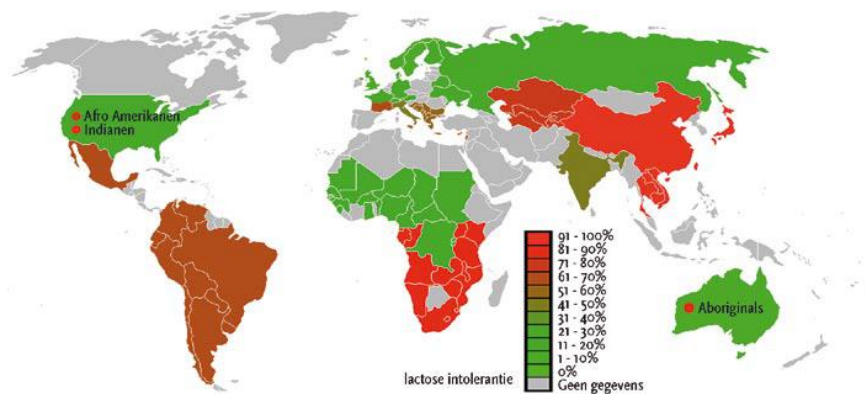 Afro Amerikanen
Indianen
91 - 100%
81 - 90%
71 - 80%
61 - 70%
51 - 60%
41 - 50%
31 - 40%
21 - 30%
11 - 20%
1 - 10%
0%
Geen gegevens
lactose intolerantie
Aboriginals